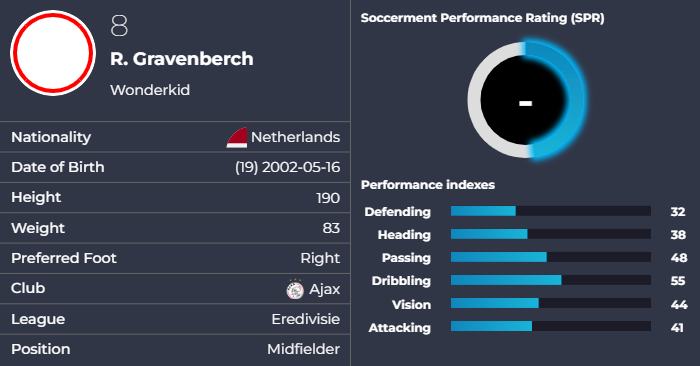 8
R. Gravenberch
Wonderkid
Nationality Netherlands
Date of Birth (19) 2002-05-16
Height 190
Weight 83
Preferred Foot Right
Club Ajax
League Eredivisie
Position Midfielder
Soccerment Performance Rating (SPR)
-
Performance indexes
Defending 32
Heading 38
Passing 48
Dribbling 55
Vision 44
Attacking 41